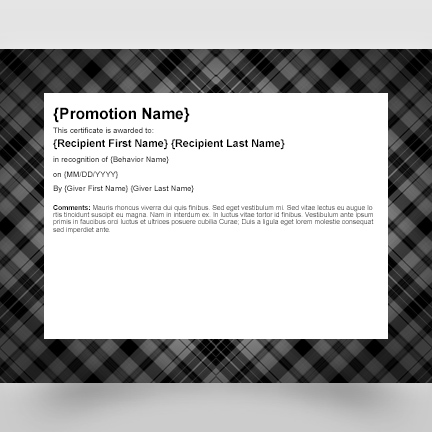 {Promotion Name}
This certificate is awarded to:
{Recipient First Name} {Recipient Last Name}
in recognition of {Behavior Name}
on {MM/DD/YYYY}
By {Giver First Name} {Giver Last Name}
Comments: Mauris rhoncus viverra dui quis finibus. Sed eget vestibulum mi. Sed vitae lectus eu augue lo
rtis tincidunt suscipit eu magna. Nam in interdum ex. In luctus vitae tortor id finibus. Vestibulum ante ipsum
primis in faucibus orci luctus et ultrices posuere cubilia Curae; Duis a ligula eget lorem molestie consequat
sed imperdiet ante.